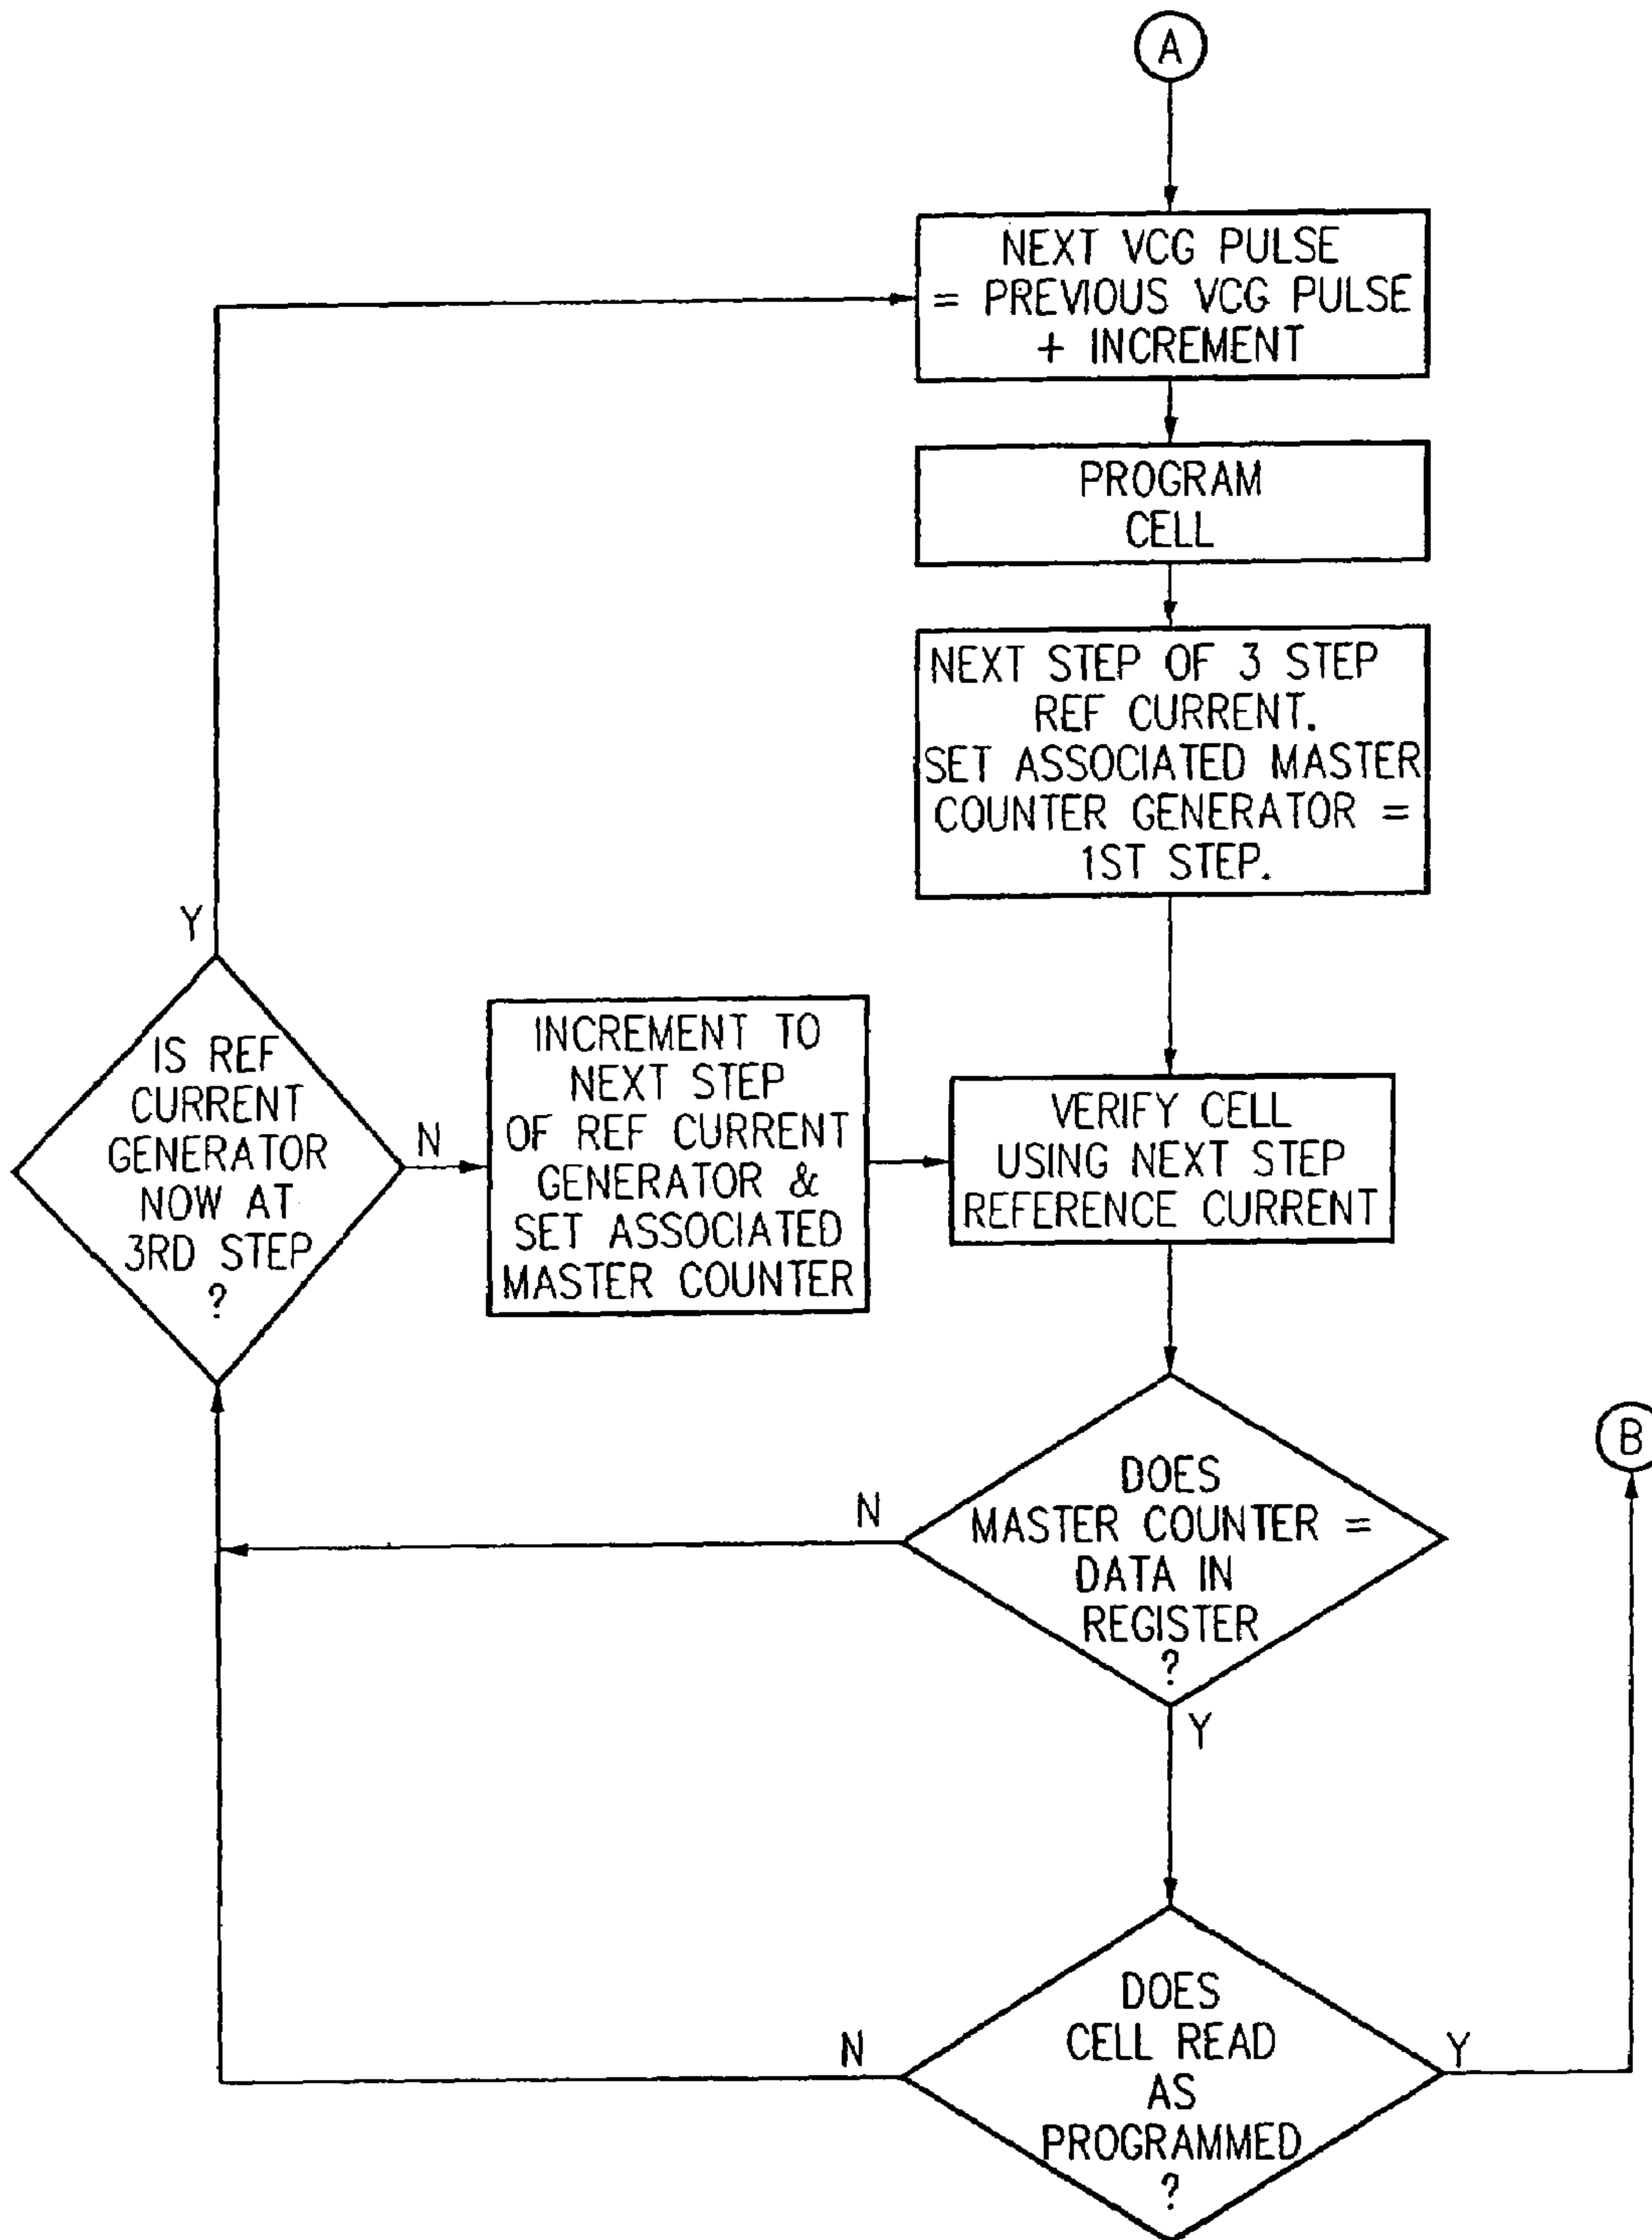 A
NEXT VCG PULSE
= PREVIOUS VCG PULSE
+ INCREMENT
PROGRAM
CELL
NEXT STEP OF 3 STEP
REF CURRENT.
SET ASSOCIATED MASTER
COUNTER GENERATOR =
1ST STEP.
Y
IS REF
CURRENT
GENERATOR
NOW AT
3RD STEP
?
N
INCREMENT TO
NEXT STEP
OF REF CURRENT
GENERATOR &
SET ASSOCIATED
MASTER COUNTER
VERIFY CELL
USING NEXT STEP
REFERENCE CURRENT
B
N
DOES
MASTER COUNTER =
DATA IN
REGISTER
?
Y
N
DOES
CELL READ
AS
PROGRAMMED
?
Y